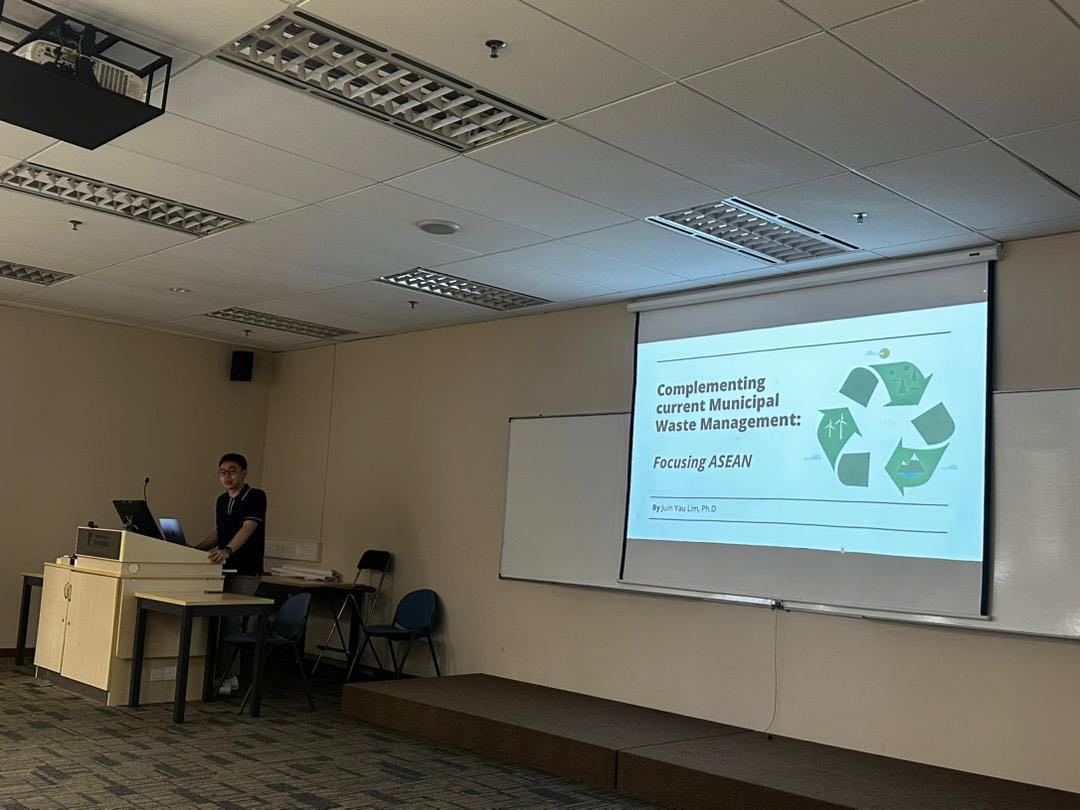 Complementing
current Municipal
Waste Management:
Focusing ASEAN
By Juin Yau Lim, Ph.D